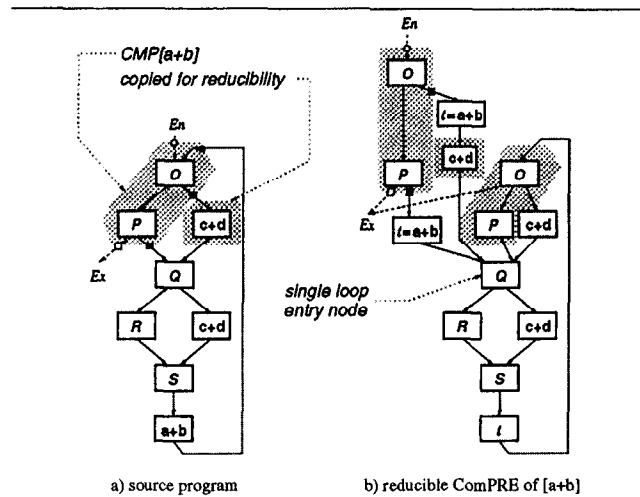 CMP[a+b]
copied for reducibility
En
O
P
c+d
Ex
Q
R
c+d
S
a+b
a) source program
En
O
t=a+b
c+d
P
O
Ex
t=a+b
P
c+d
Q
single loop
entry node
R
c+d
S
t
b) reducible ComPRE of [a+b]